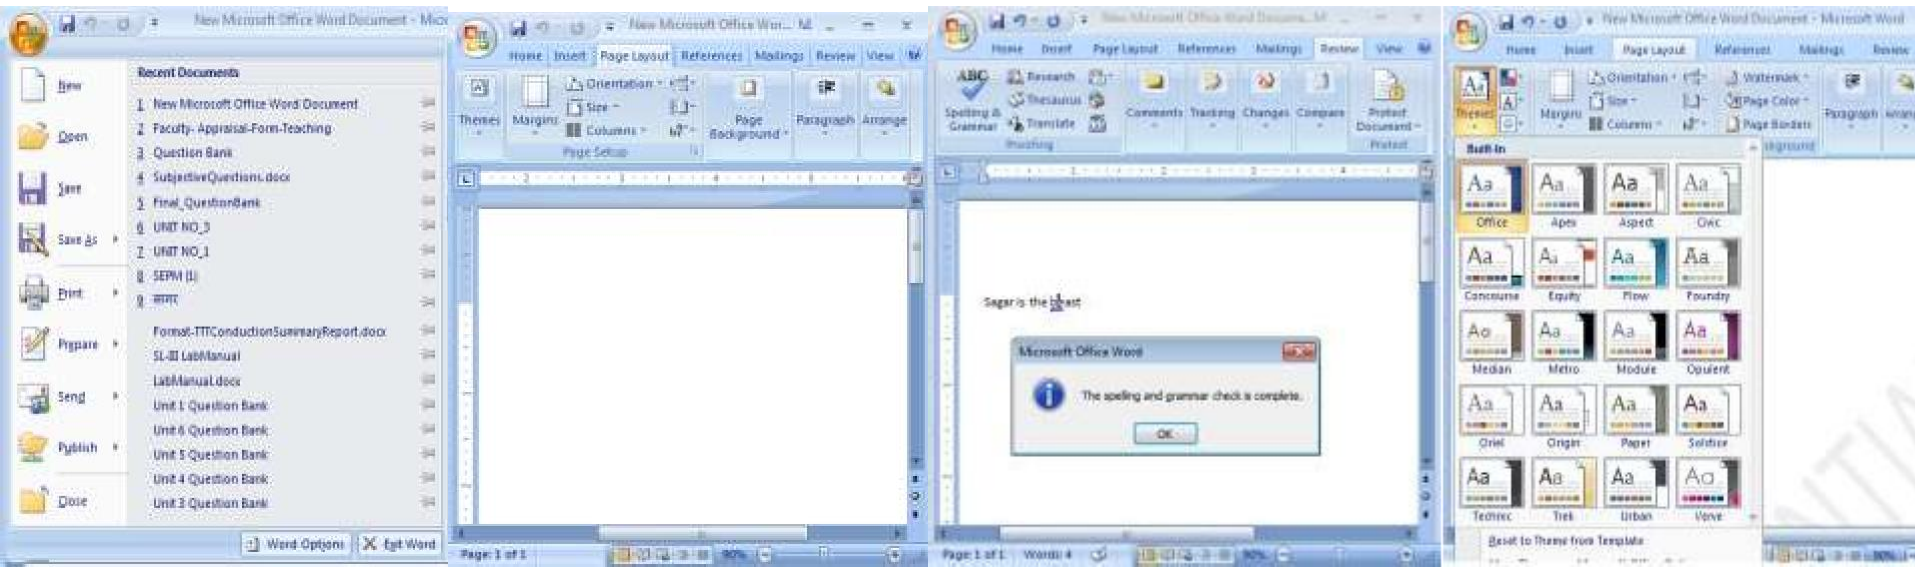 New Microsoft Office Word Document - Micr
New
Open
Save
Save As
Print
Prepare
Send
Publish
Close
Recent Documents
1 New Microsoft Office Word Document
2 Faculty- Appraisal-Form-Teaching
3 Question Bank
4 SubjectiveQuestions.docx
5 Final_QuestionBank
6 UNIT NO_3
7 UNIT NO_1
8 SEPM (1)
9 सागर
Format-TTTConductionSummaryReport.docx
SL-III LabManual
LabManual.docx
Unit 1 Question Bank
Unit 6 Question Bank
Unit 5 Question Bank
Unit 4 Question Bank
Unit 3 Question Bank
Word Options X Exit Word
New Microsoft Office Wor... M..
Home Insert Page Layout References Mailings Review View
Themes
Margins
Orientation
Size
Columns
Page Background
Paragraph
Arrange
Page Setup
Page: 1 of 1
90%
Home Insert Page Layout References Mailings Review View
ABC
Spelling & Grammar
Research
Thesaurus
Translate
Comments
Tracking
Changes
Compare
Protect Document
Proofing
Protect
Sagar is the
Microsoft Office Word
The spelling and grammar check is complete.
OK
Page: 1 of 1 Words: 4
90%
New Microsoft Office Word Document - Microsoft Word
Home Insert Page Layout References Mailings Review
Themes
Margins
Orientation
Size
Columns
Watermark
Page Color
Page Borders
Paragraph
Built-In
Office Apex Aspect Civic
Concourse Equity Flow Foundry
Median Metro Module Opulent
Oriel Origin Paper Solstice
Technic Trek Urban Verve
Reset to Theme from Template
90%